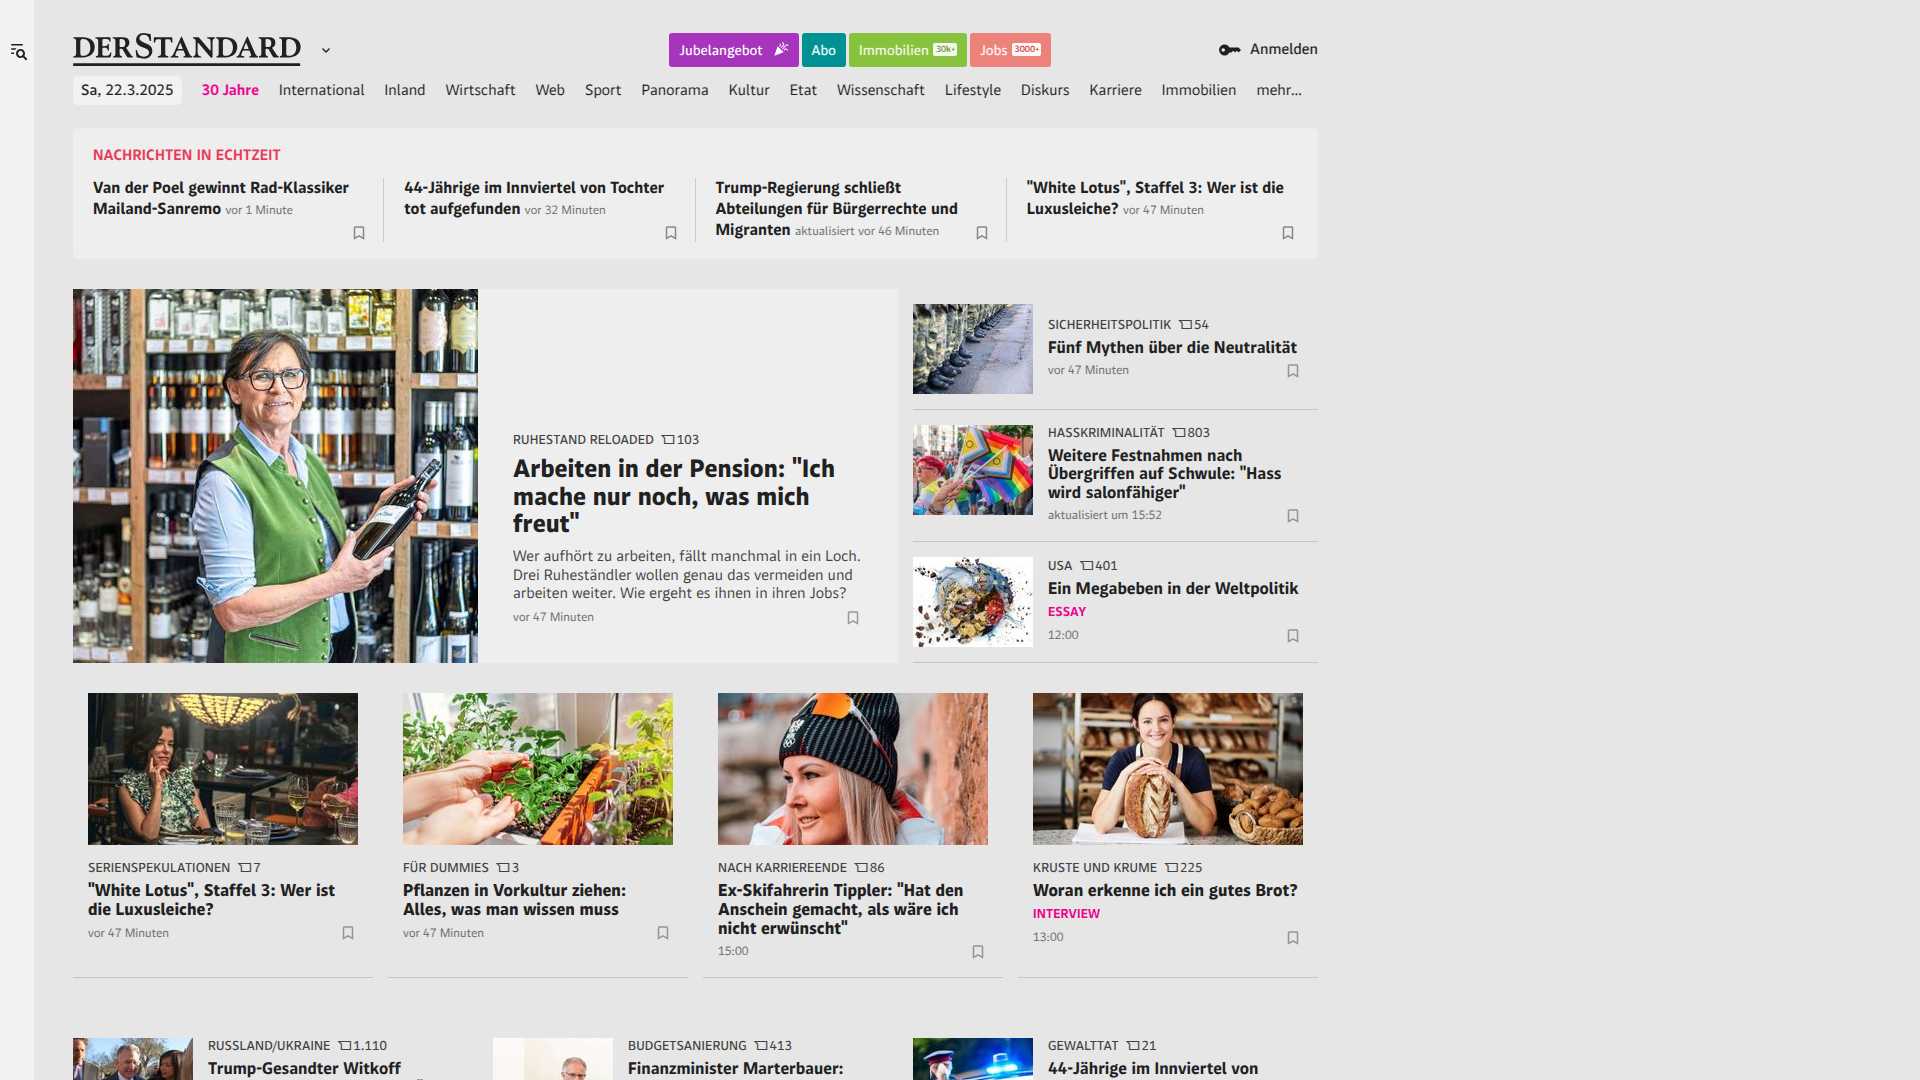 DERSTANDARD
Jubelangebot
Abo
Immobilien 30k+
Jobs 3000+
Anmelden
Sa, 22.3.2025
30 Jahre
International
Inland
Wirtschaft
Web
Sport
Panorama
Kultur
Etat
Wissenschaft
Lifestyle
Diskurs
Karriere
Immobilien
mehr...
NACHRICHTEN IN ECHTZEIT
Van der Poel gewinnt Rad-Klassiker
Mailand-Sanremo vor 1 Minute
44-Jährige im Innviertel von Tochter
tot aufgefunden vor 32 Minuten
Trump-Regierung schließt
Abteilungen für Bürgerrechte und
Migranten aktualisiert vor 46 Minuten
"White Lotus", Staffel 3: Wer ist die
Luxusleiche? vor 47 Minuten
RUHESTAND RELOADED 103
Arbeiten in der Pension: "Ich
mache nur noch, was mich
freut"
Wer aufhört zu arbeiten, fällt manchmal in ein Loch.
Drei Ruheständler wollen genau das vermeiden und
arbeiten weiter. Wie ergeht es ihnen in ihren Jobs?
vor 47 Minuten
SICHERHEITSPOLITIK 54
Fünf Mythen über die Neutralität
vor 47 Minuten
HASSKRIMINALITÄT 803
Weitere Festnahmen nach
Übergriffen auf Schwule: "Hass
wird salonfähiger"
aktualisiert um 15:52
USA 401
Ein Megabeben in der Weltpolitik
ESSAY
12:00
SERIENSPEKULATIONEN 7
"White Lotus", Staffel 3: Wer ist
die Luxusleiche?
vor 47 Minuten
FÜR DUMMIES 3
Pflanzen in Vorkultur ziehen:
Alles, was man wissen muss
vor 47 Minuten
NACH KARRIEREENDE 86
Ex-Skifahrerin Tippler: "Hat den
Anschein gemacht, als wäre ich
nicht erwünscht"
15:00
KRUSTE UND KRUME 225
Woran erkenne ich ein gutes Brot?
INTERVIEW
13:00
RUSSLAND/UKRAINE 1.110
Trump-Gesandter Witkoff
BUDGETSANIERUNG 413
Finanzminister Marterbauer:
GEWALTTAT 21
44-Jährige im Innviertel von